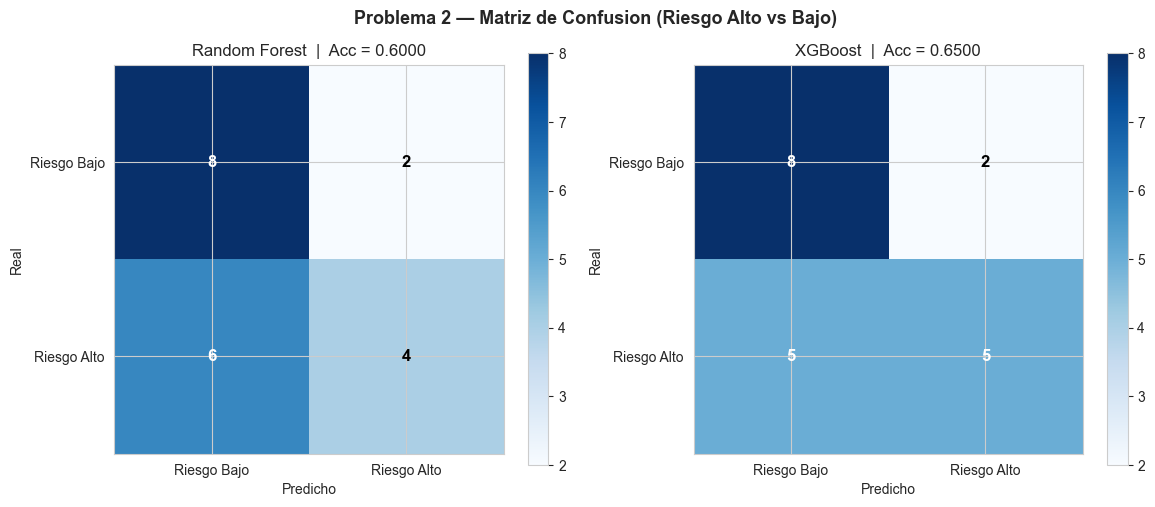 Problema 2 — Matriz de Confusion (Riesgo Alto vs Bajo)
Random Forest | Acc = 0.6000
Riesgo Bajo
Riesgo Alto
Real
8
2
6
4
Riesgo Bajo
Riesgo Alto
Predicho
8
7
6
5
4
3
2
XGBoost | Acc = 0.6500
Riesgo Bajo
Riesgo Alto
Real
8
2
5
5
Riesgo Bajo
Riesgo Alto
Predicho
8
7
6
5
4
3
2